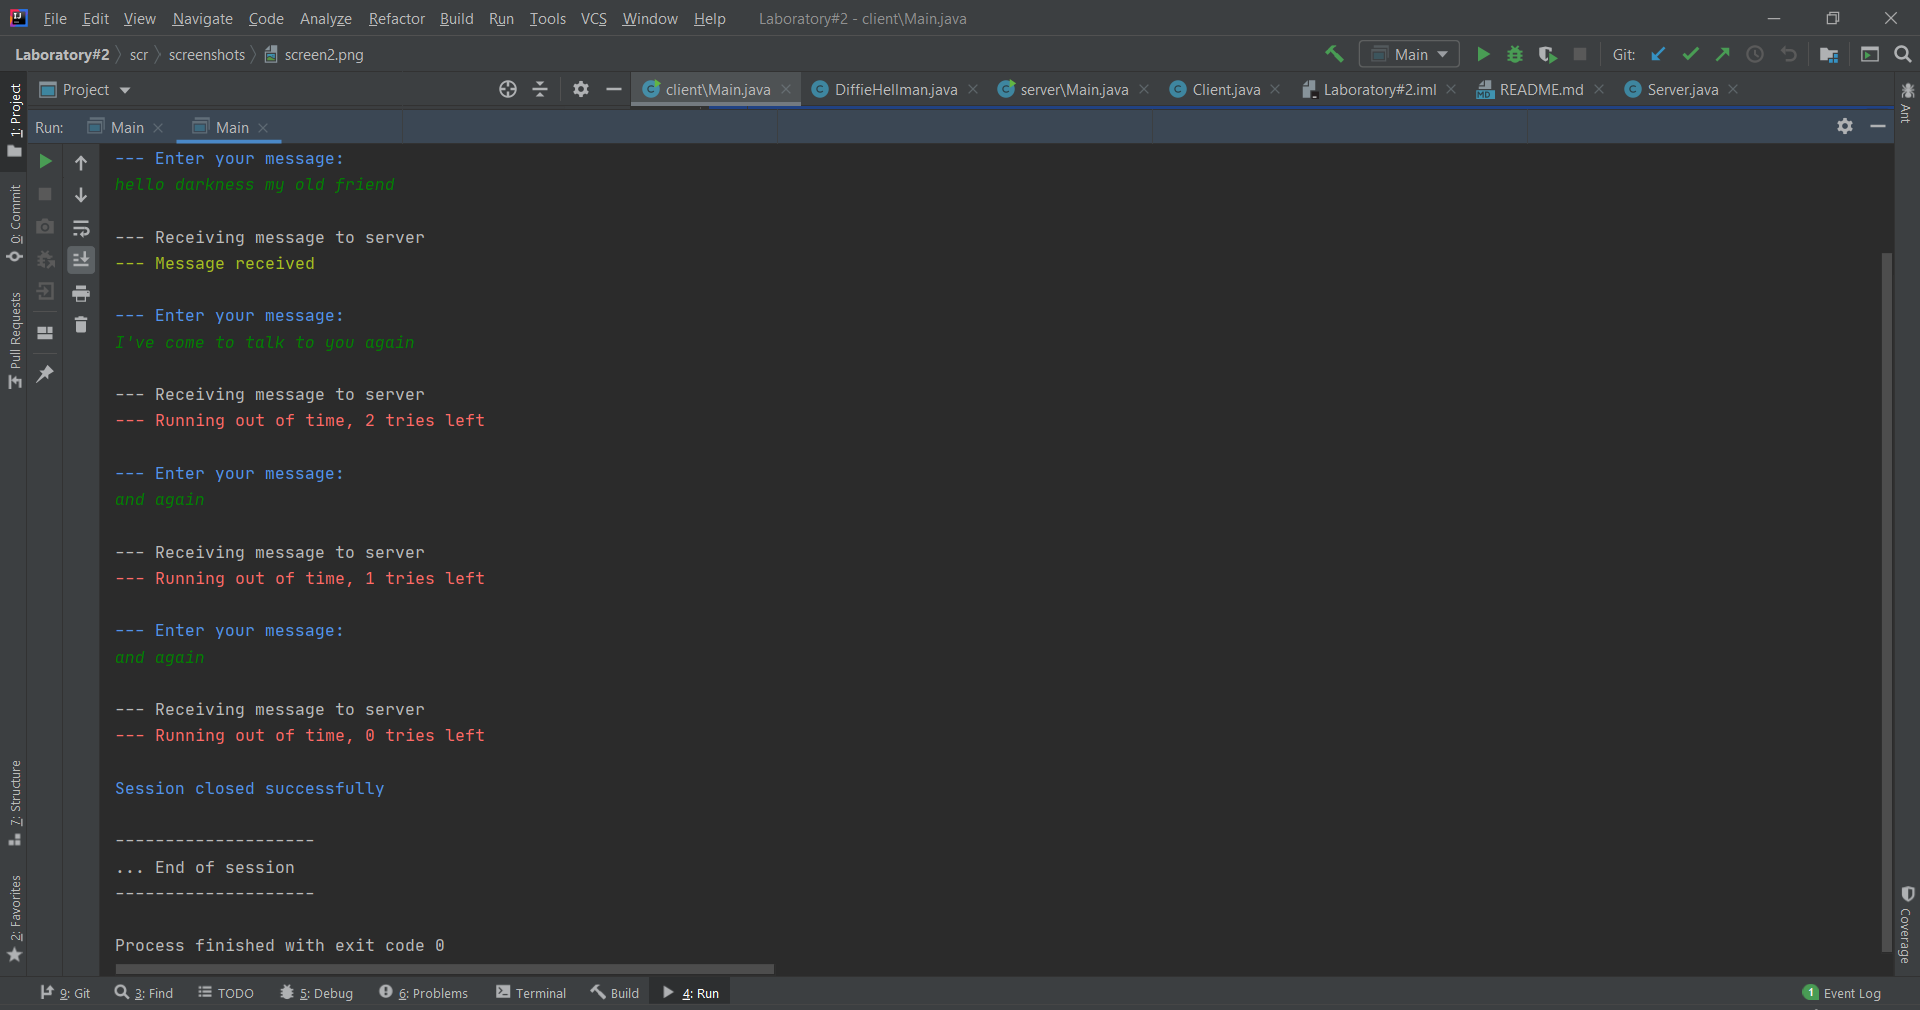 File Edit View Navigate Code Analyze Refactor Build Run Tools VCS Window Help Laboratory#2 - client\Main.java
Laboratory#2 scr screenshots screen2.png Main Git:
Project client\Main.java DiffieHellman.java server\Main.java Client.java Laboratory#2.iml README.md Server.java
Run: Main Main
1: Project
0: Commit
Pull Requests
7: Structure
2: Favorites
Ant
Coverage
--- Enter your message:
hello darkness my old friend
--- Receiving message to server
--- Message received
--- Enter your message:
I've come to talk to you again
--- Receiving message to server
--- Running out of time, 2 tries left
--- Enter your message:
and again
--- Receiving message to server
--- Running out of time, 1 tries left
--- Enter your message:
and again
--- Receiving message to server
--- Running out of time, 0 tries left
Session closed successfully
--------------------
... End of session
--------------------
Process finished with exit code 0
9: Git 3: Find TODO 5: Debug 6: Problems Terminal Build 4: Run 1 Event Log